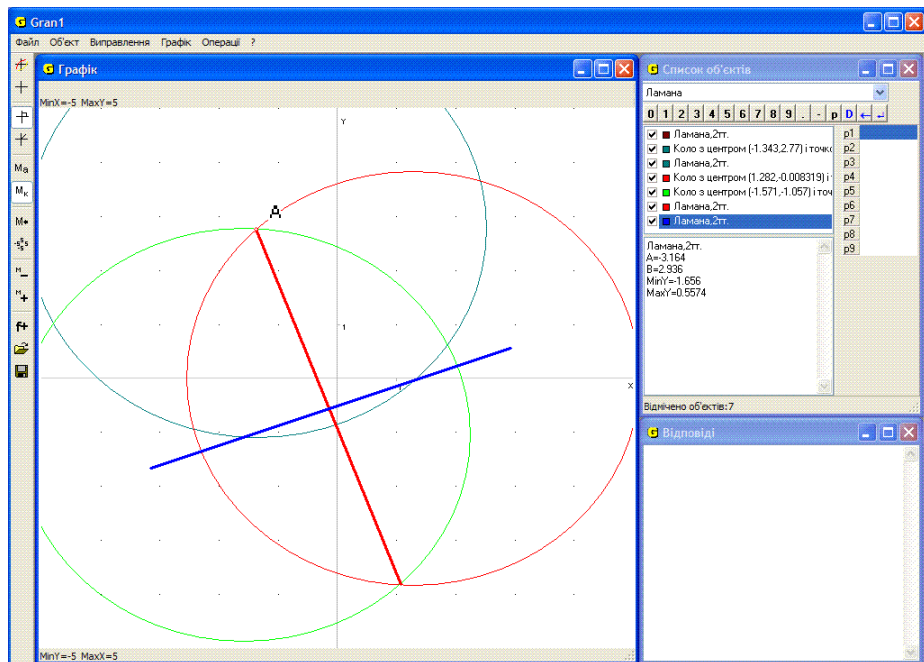 Gran1
Файл Об'єкт Виправлення Графік Операції ?
Графік
MinX=-5 MaxY=5
Y
A
1
1
X
MinY=-5 MaxX=5
Ma
Mк
M*
M
M
f+
Список об'єктів
Ламана
0 1 2 3 4 5 6 7 8 9 . - p D ← ↵
Ламана,2тт. p1
Коло з центром (-1.343,2.77) і точко p2
Ламана,2тт. p3
Коло з центром (1.282,-0.008319) і p4
Коло з центром (-1.571,-1.057) і точ p5
Ламана,2тт. p6
Ламана,2тт. p7
p8
p9
Ламана,2тт.
A=-3.164
B=2.936
MinY=-1.656
MaxY=0.5574
Відмічено об'єктів:7
Відповіді